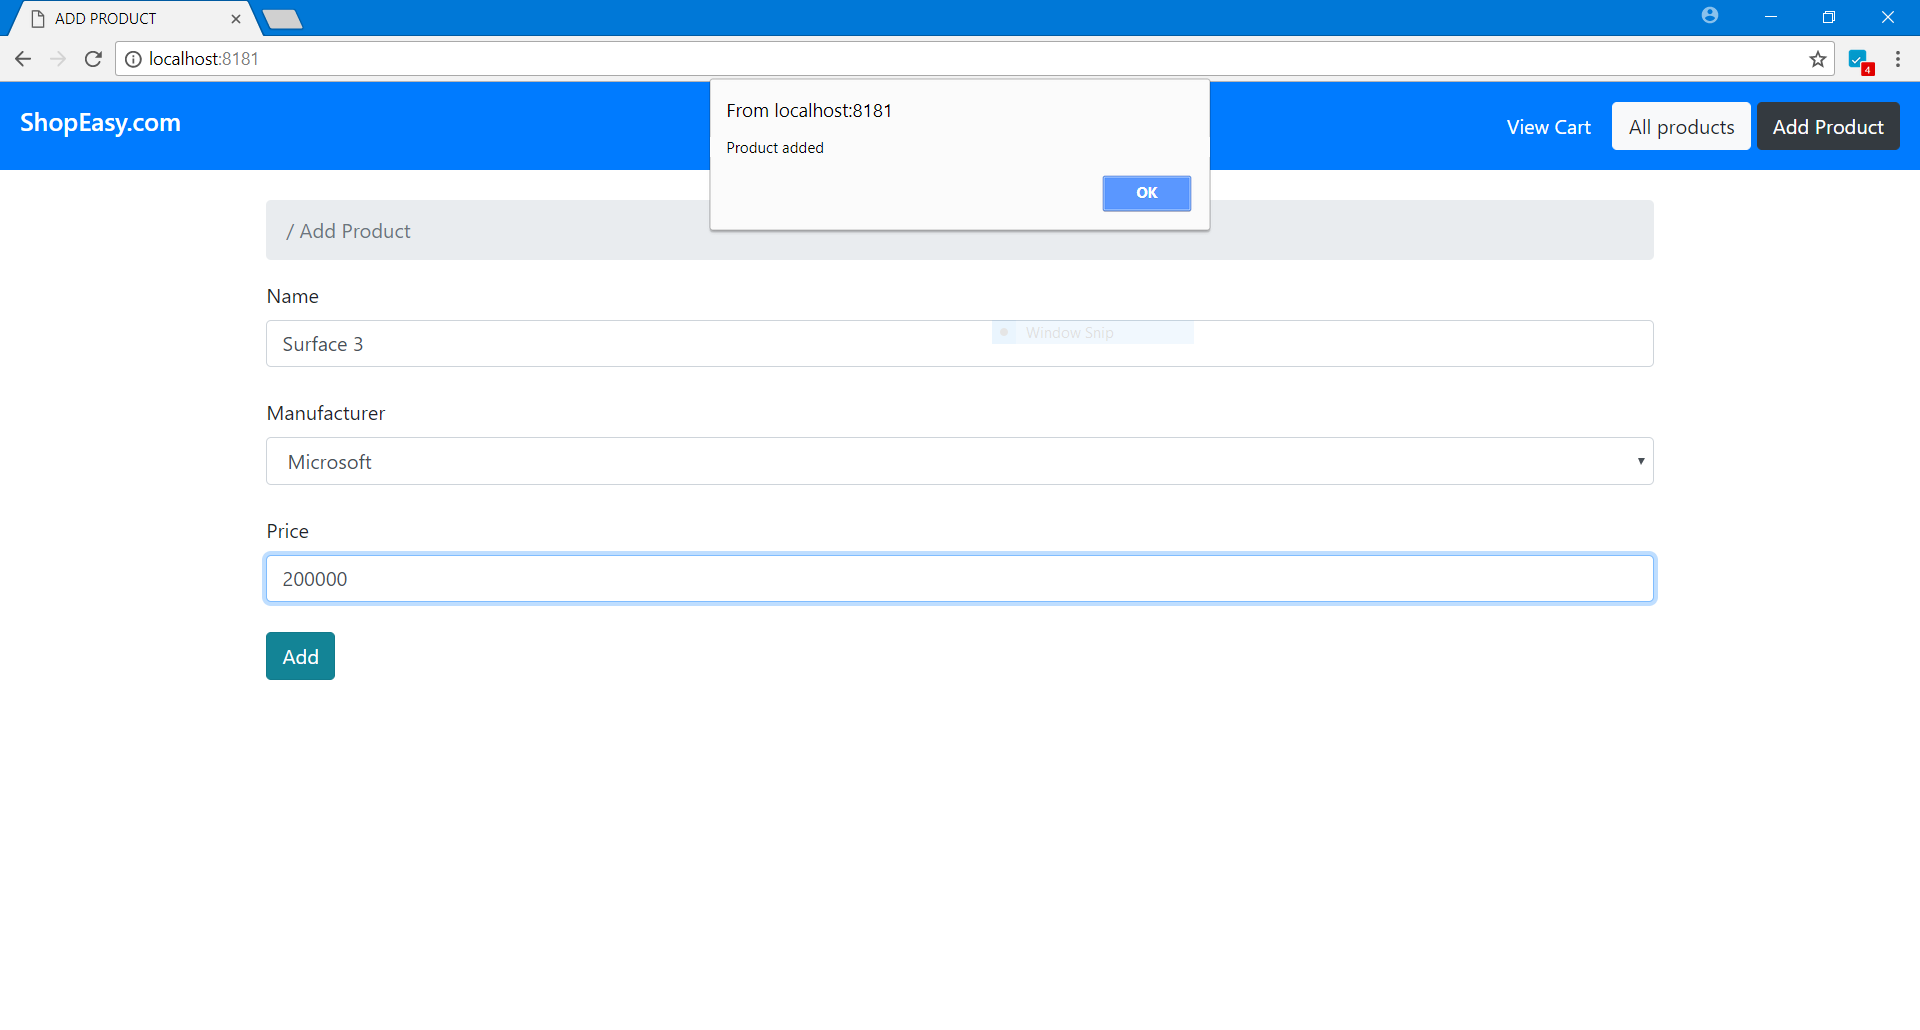 ADD PRODUCT
localhost:8181
4
From localhost:8181
Product added
OK
ShopEasy.com
View Cart
All products
Add Product
/ Add Product
Name
Window Snip
Surface 3
Manufacturer
Microsoft
Price
200000
Add